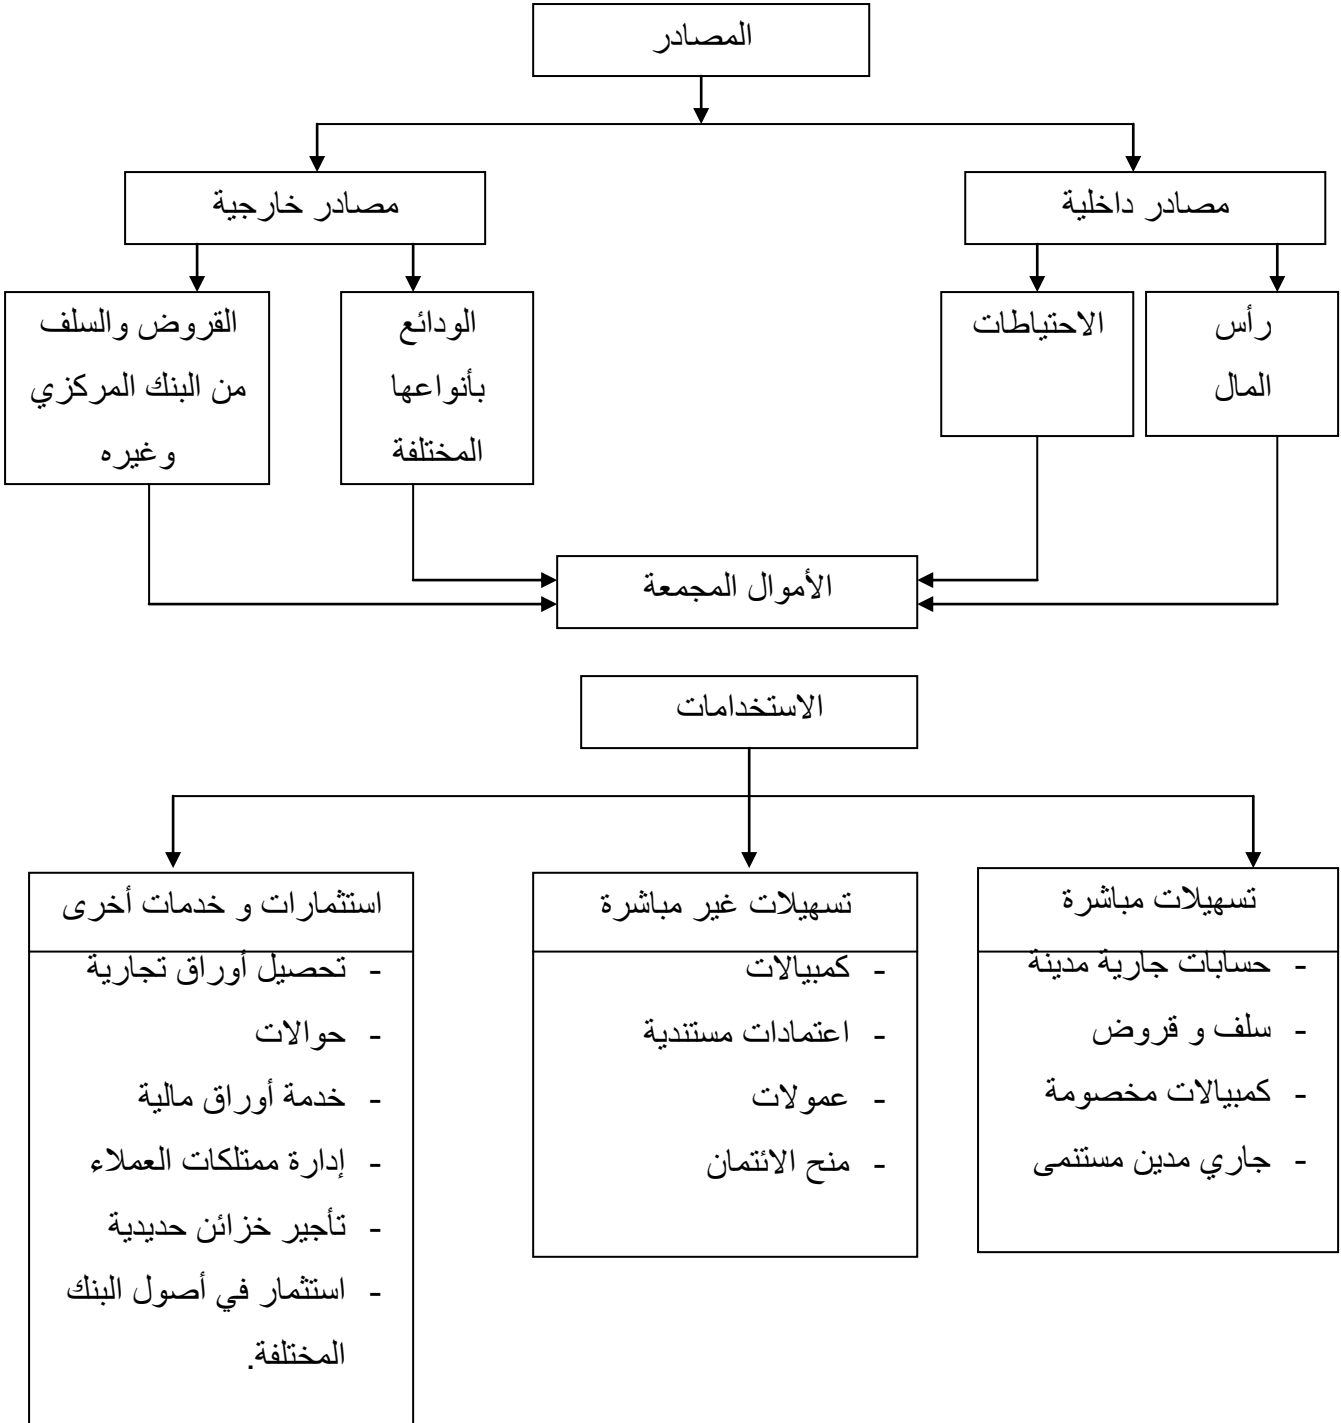 المصادر
مصادر داخلية
مصادر خارجية
رأس
المال
الاحتياطات
الودائع
بأنواعها
المختلفة
القروض والسلف
من البنك المركزي
وغيره
الأموال المجمعة
الاستخدامات
تسهيلات مباشرة
- حسابات جارية مدينة
- سلف و قروض
- كمبيالات مخصومة
- جاري مدين مستنمى
تسهيلات غير مباشرة
- كمبيالات
- اعتمادات مستندية
- عمولات
- منح الائتمان
استثمارات و خدمات أخرى
- تحصيل أوراق تجارية
- حوالات
- خدمة أوراق مالية
- إدارة ممتلكات العملاء
- تأجير خزائن حديدية
- استثمار في أصول البنك
المختلفة.